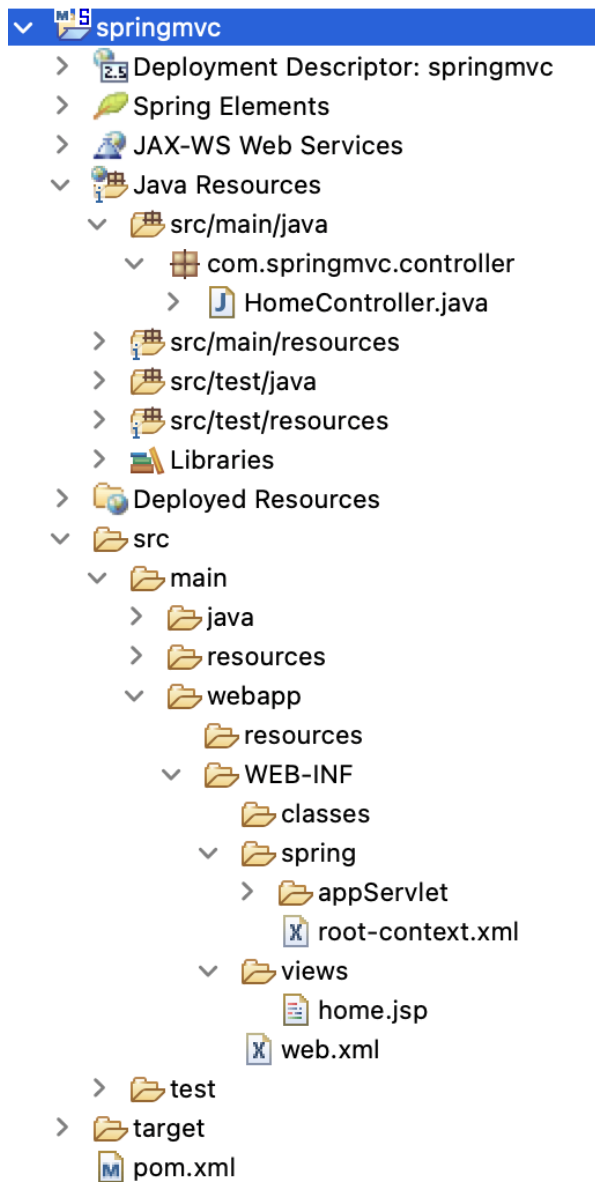 springmvc
Deployment Descriptor: springmvc
Spring Elements
JAX-WS Web Services
Java Resources
src/main/java
com.springmvc.controller
HomeController.java
src/main/resources
src/test/java
src/test/resources
Libraries
Deployed Resources
src
main
java
resources
webapp
resources
WEB-INF
classes
spring
appServlet
root-context.xml
views
home.jsp
web.xml
test
target
pom.xml